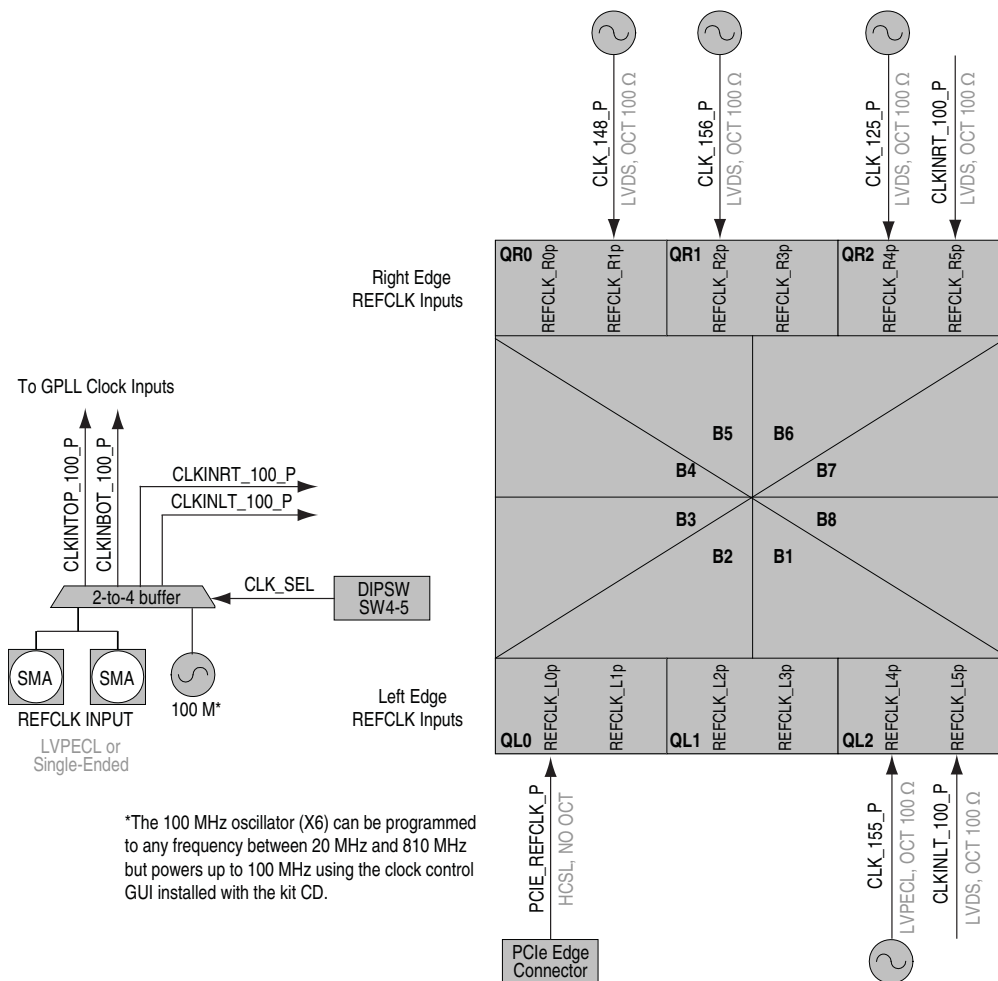 CLK_148_P
LVDS, OCT 100 Ω
CLK_156_P
LVDS, OCT 100 Ω
CLK_125_P
LVDS, OCT 100 Ω
CLKINRT_100_P
LVDS, OCT 100 Ω
Right Edge
REFCLK Inputs
QR0
REFCLK_R0p
REFCLK_R1p
QR1
REFCLK_R2p
REFCLK_R3p
QR2
REFCLK_R4p
REFCLK_R5p
To GPLL Clock Inputs
CLKINTOP_100_P
CLKINBOT_100_P
CLKINRT_100_P
CLKINLT_100_P
B5
B6
B4
B7
B3
B8
B2
B1
2-to-4 buffer
CLK_SEL
DIPSW
SW4-5
SMA
SMA
100 M*
REFCLK INPUT
LVPECL or
Single-Ended
Left Edge
REFCLK Inputs
QL0
REFCLK_L0p
REFCLK_L1p
QL1
REFCLK_L2p
REFCLK_L3p
QL2
REFCLK_L4p
REFCLK_L5p
*The 100 MHz oscillator (X6) can be programmed
to any frequency between 20 MHz and 810 MHz
but powers up to 100 MHz using the clock control
GUI installed with the kit CD.
PCIE_REFCLK_P
HCSL, NO OCT
CLK_155_P
LVPECL, OCT 100 Ω
CLKINLT_100_P
LVDS, OCT 100 Ω
PCIe Edge
Connector